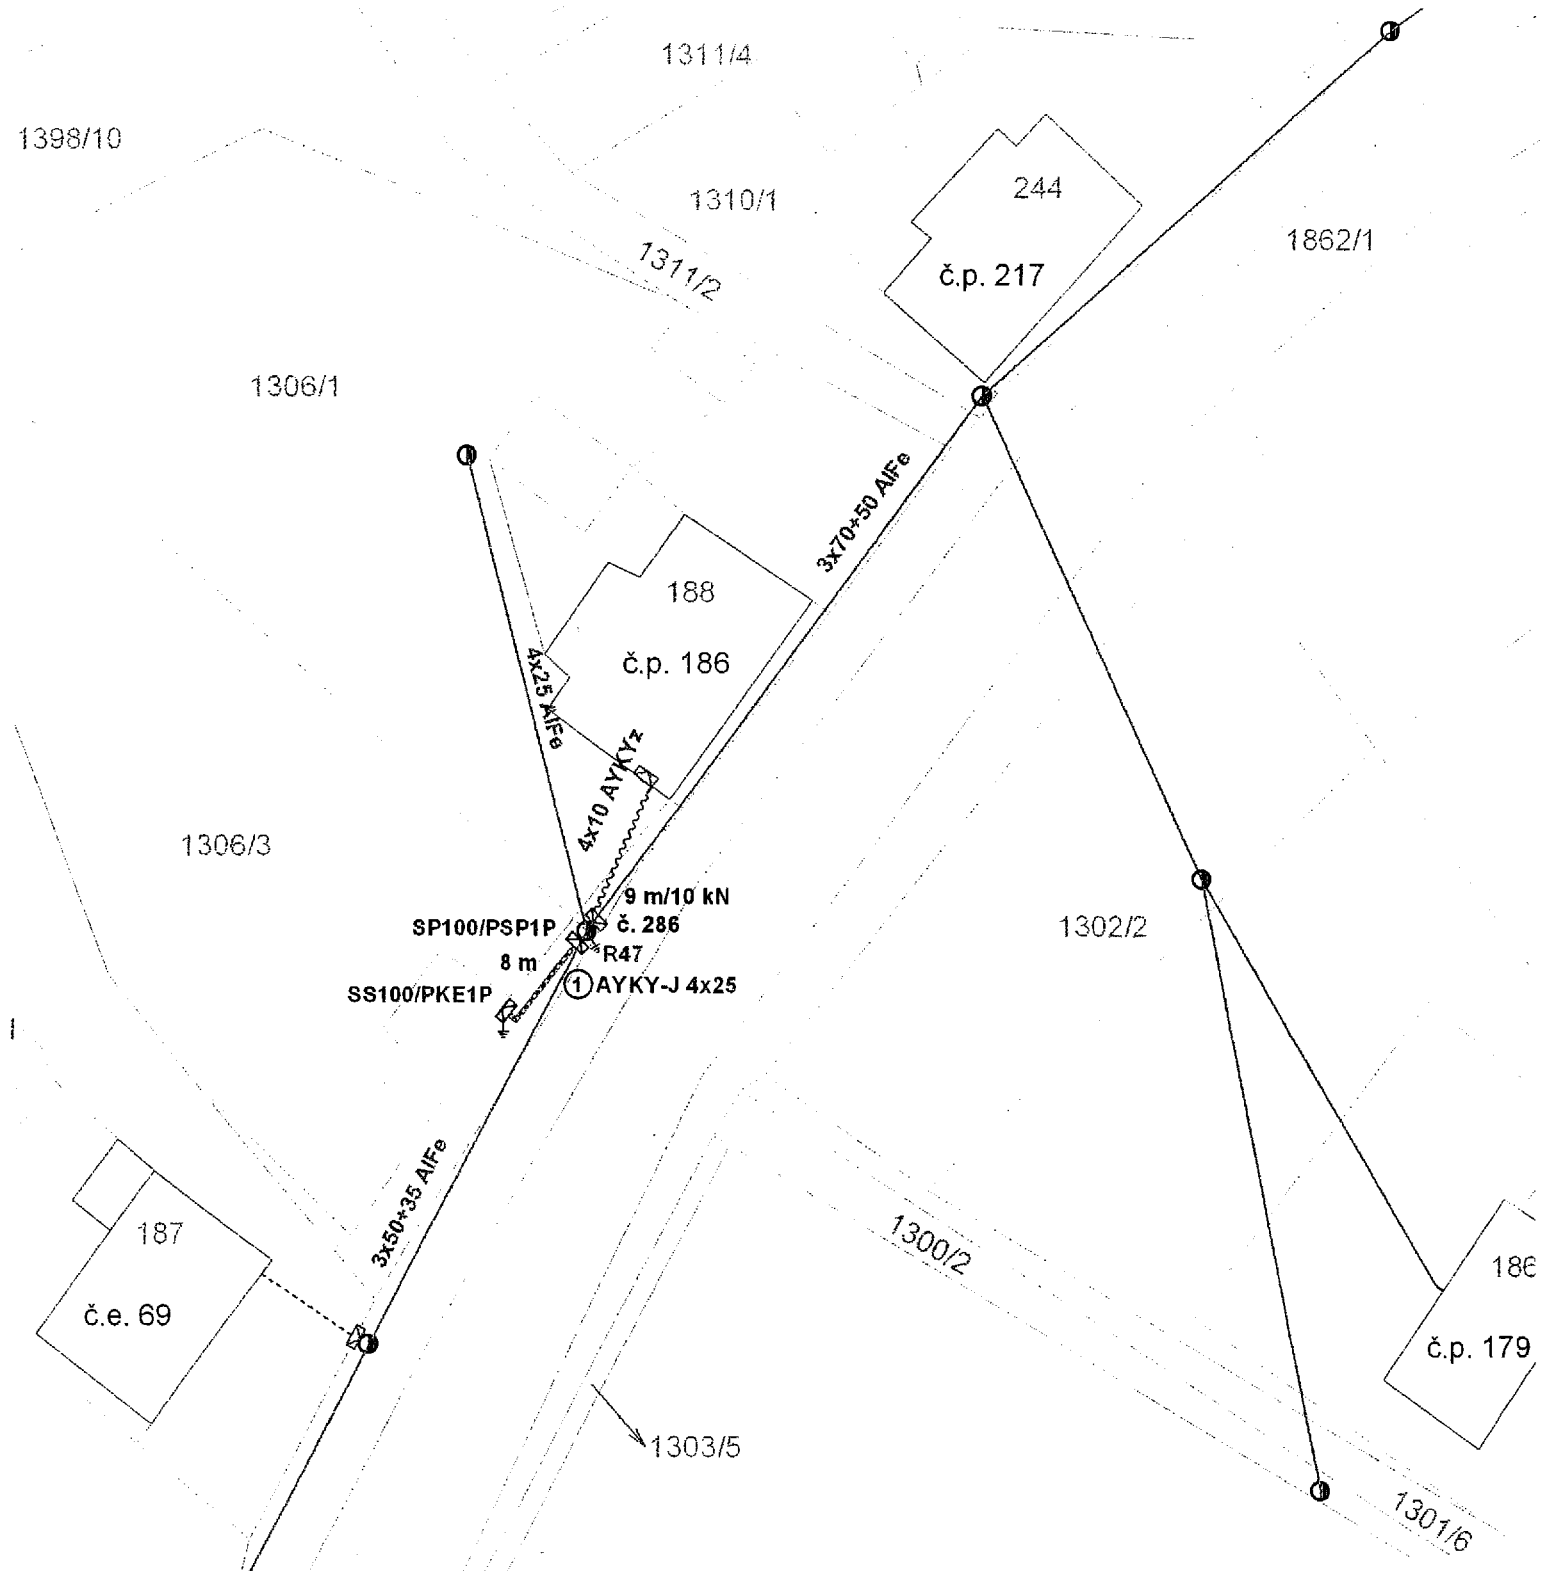 1311/4
1398/10
244
1310/1
1862/1
1311/2
č.p. 217
1306/1
3x70+50 AlFe
188
č.p. 186
4x25 AlFe
4x10 AYKYz
1306/3
9 m/10 kN
SP100/PSP1P
č. 286
1302/2
8 m
R47
SS100/PKE1P
1 AYKY-J 4x25
3x50+35 AlFe
187
1300/2
186
č.e. 69
č.p. 179
1303/5
1301/6